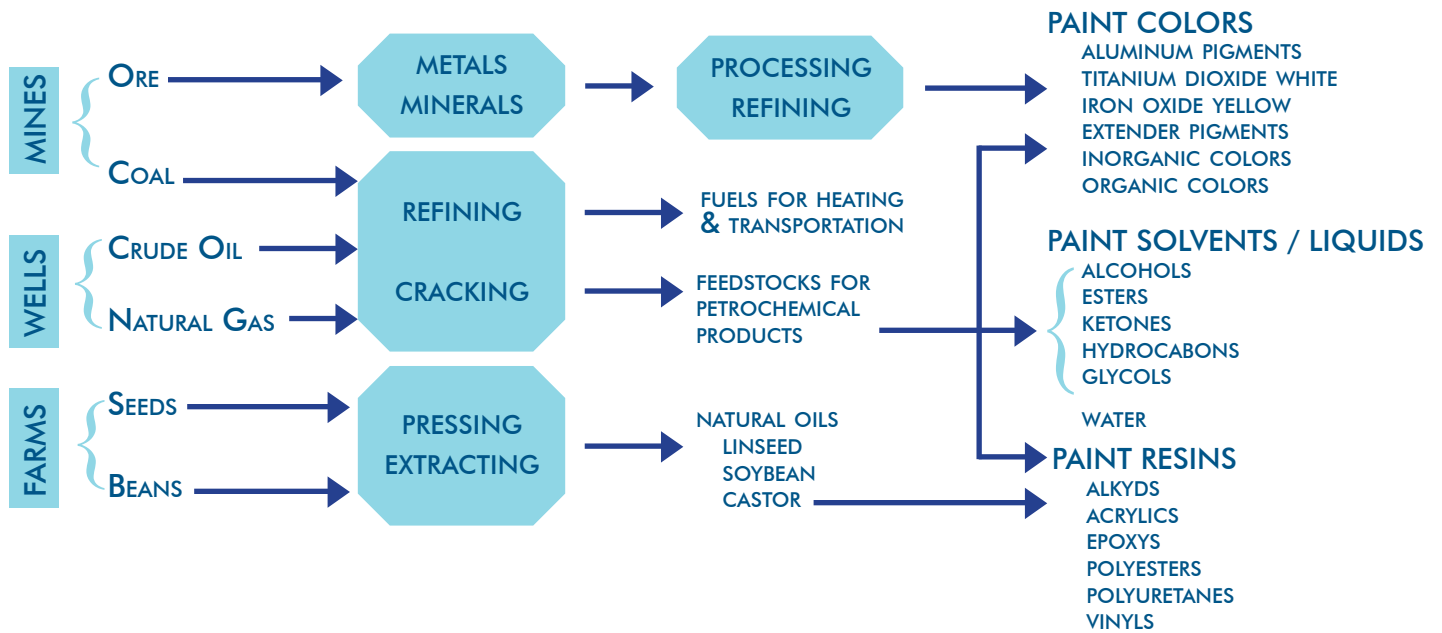 MINES
ORE
COAL
WELLS
CRUDE OIL
NATURAL GAS
FARMS
SEEDS
BEANS
METALS
MINERALS
REFINING
CRACKING
PRESSING
EXTRACTING
PROCESSING
REFINING
FUELS FOR HEATING
& TRANSPORTATION
FEEDSTOCKS FOR
PETROCHEMICAL
PRODUCTS
NATURAL OILS
LINSEED
SOYBEAN
CASTOR
PAINT COLORS
ALUMINUM PIGMENTS
TITANIUM DIOXIDE WHITE
IRON OXIDE YELLOW
EXTENDER PIGMENTS
INORGANIC COLORS
ORGANIC COLORS
PAINT SOLVENTS / LIQUIDS
ALCOHOLS
ESTERS
KETONES
HYDROCABONS
GLYCOLS
WATER
PAINT RESINS
ALKYDS
ACRYLICS
EPOXYS
POLYESTERS
POLYURETANES
VINYLS